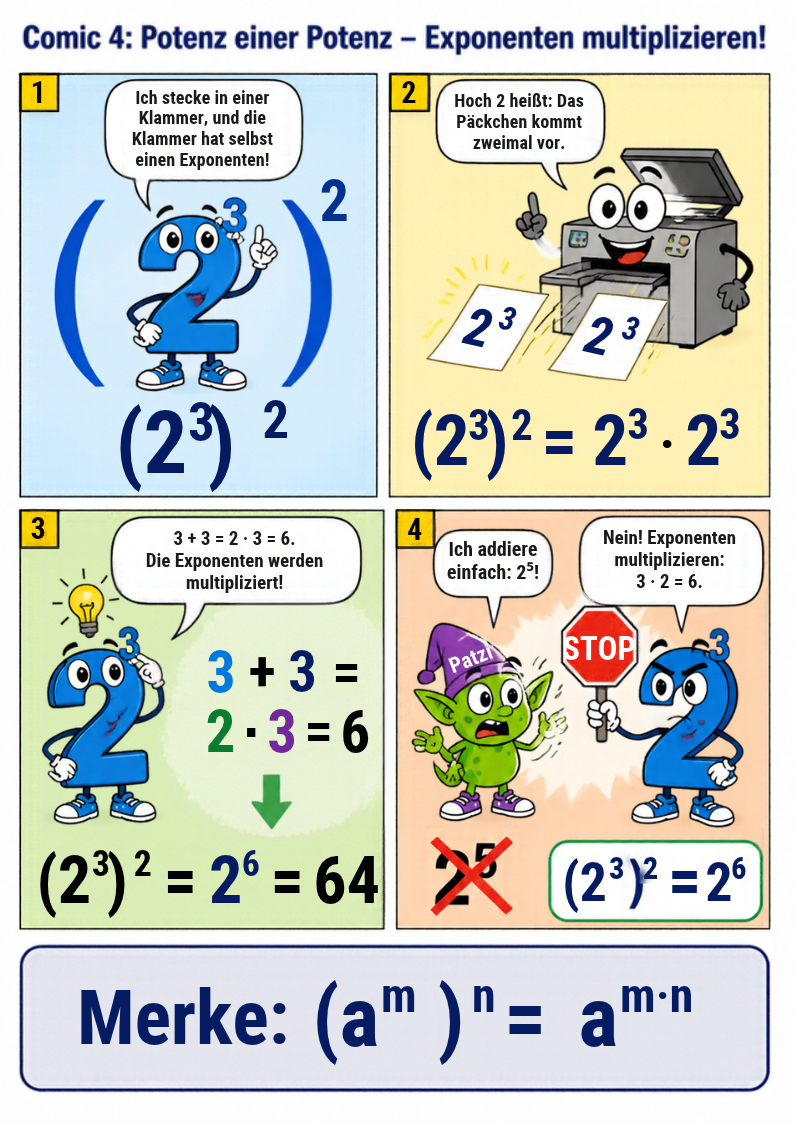 Comic 4: Potenz einer Potenz – Exponenten multiplizieren!
1
Ich stecke in einer
Klammer, und die
Klammer hat selbst
einen Exponenten!
(2³)²
(2³)²
2
Hoch 2 heißt: Das
Päckchen kommt
zweimal vor.
2³
2³
(2³)² = 2³ · 2³
3
3 + 3 = 2 · 3 = 6.
Die Exponenten werden
multipliziert!
2³
3 + 3 =
2 · 3 = 6
(2³)² = 2⁶ = 64
4
Ich addiere
einfach: 2⁵!
Nein! Exponenten
multiplizieren:
3 · 2 = 6.
Patzi
STOP
2³
2⁵
(2³)² = 2⁶
Merke: (aᵐ)ⁿ = aᵐ·ⁿ